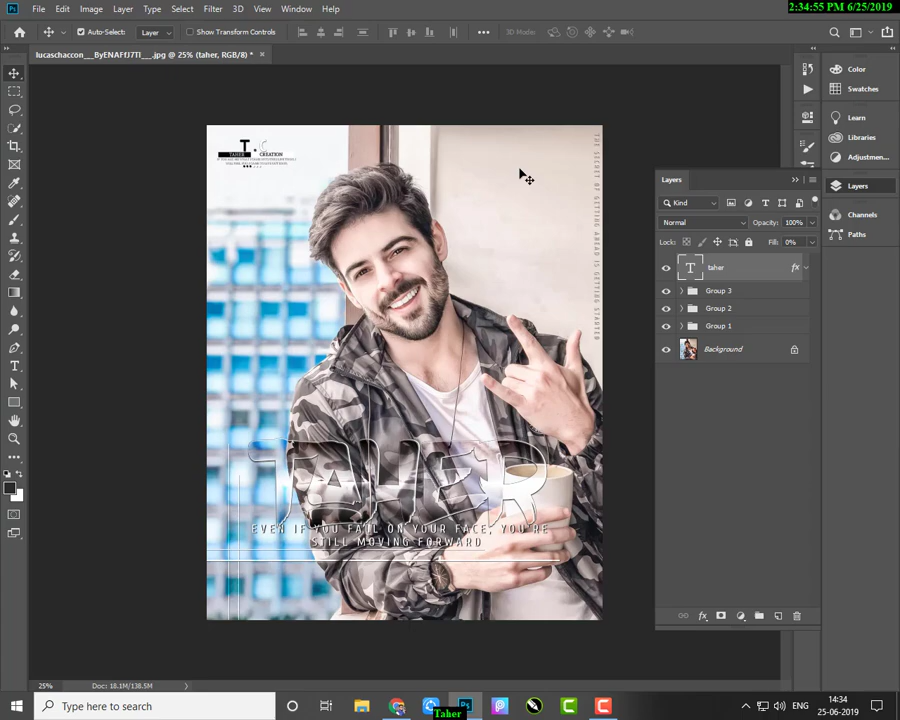 2:34:55 PM 6/25/2019
File Edit Image Layer Type Select Filter 3D View Window Help
Auto-Select: Layer Show Transform Controls 3D Mode:
lucaschaccon___ByENAFfJ7Tl___.jpg @ 25% (taher, RGB/8) *
Color
Swatches
Learn
Libraries
Adjustmen...
Layers
Channels
Paths
Layers
Kind
Normal Opacity: 100%
Lock: Fill: 0%
taher fx
Group 3
Group 2
Group 1
Background
T.C
TAHER CREATION
THE SECRET OF GETTING AHEAD IS GETTING STARTED
TAHER
EVEN IF YOU FALL ON YOUR FACE, YOU'RE
STILL MOVING FORWARD
25% Doc: 18.1M/138.5M
Type here to search
Taher
ENG 14:34
25-06-2019